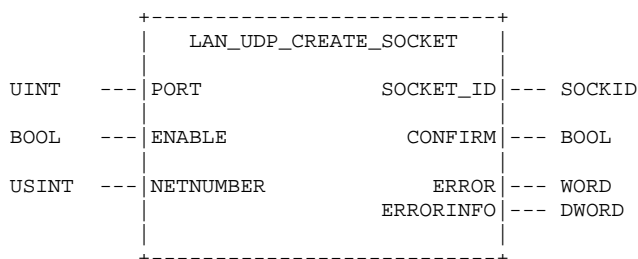 LAN_UDP_CREATE_SOCKET
UINT ---|PORT SOCKET_ID|--- SOCKID
BOOL ---|ENABLE CONFIRM|--- BOOL
USINT ---|NETNUMBER ERROR|--- WORD
ERRORINFO|--- DWORD